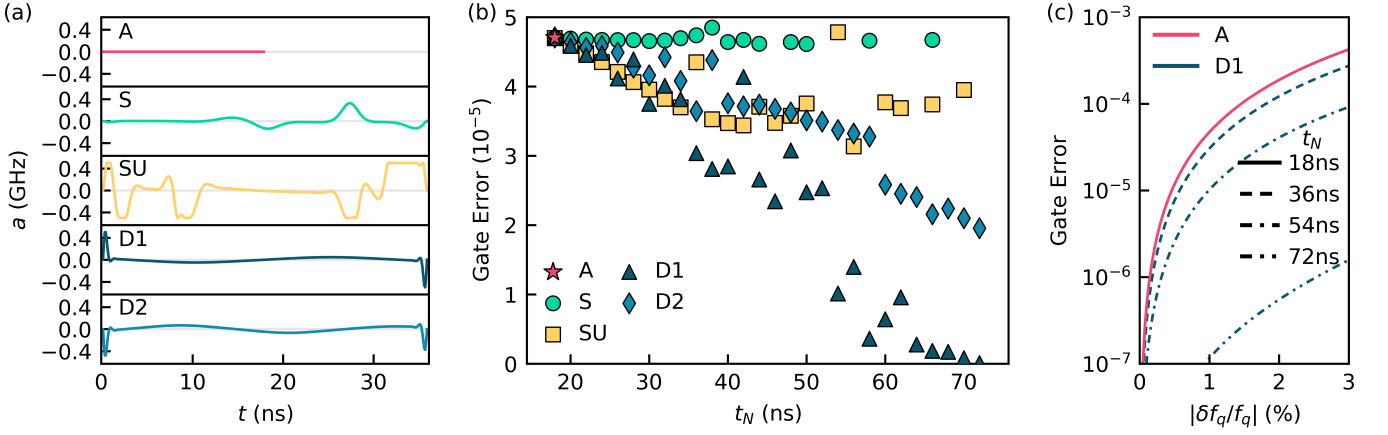 (a)
a (GHz)
A
0.4
0.0
−0.4
S
0.4
0.0
−0.4
SU
0.4
0.0
−0.4
D1
0.4
0.0
−0.4
D2
0.4
0.0
−0.4
0 10 20 30
t (ns)
(b)
Gate Error (10⁻⁵)
5
4
3
2
1
0
A D1
S D2
SU
20 30 40 50 60 70
t_N (ns)
(c)
Gate Error
10⁻³
10⁻⁴
10⁻⁵
10⁻⁶
10⁻⁷
A
D1
t_N
18ns
36ns
54ns
72ns
0 1 2 3
|δf_q/f_q| (%)